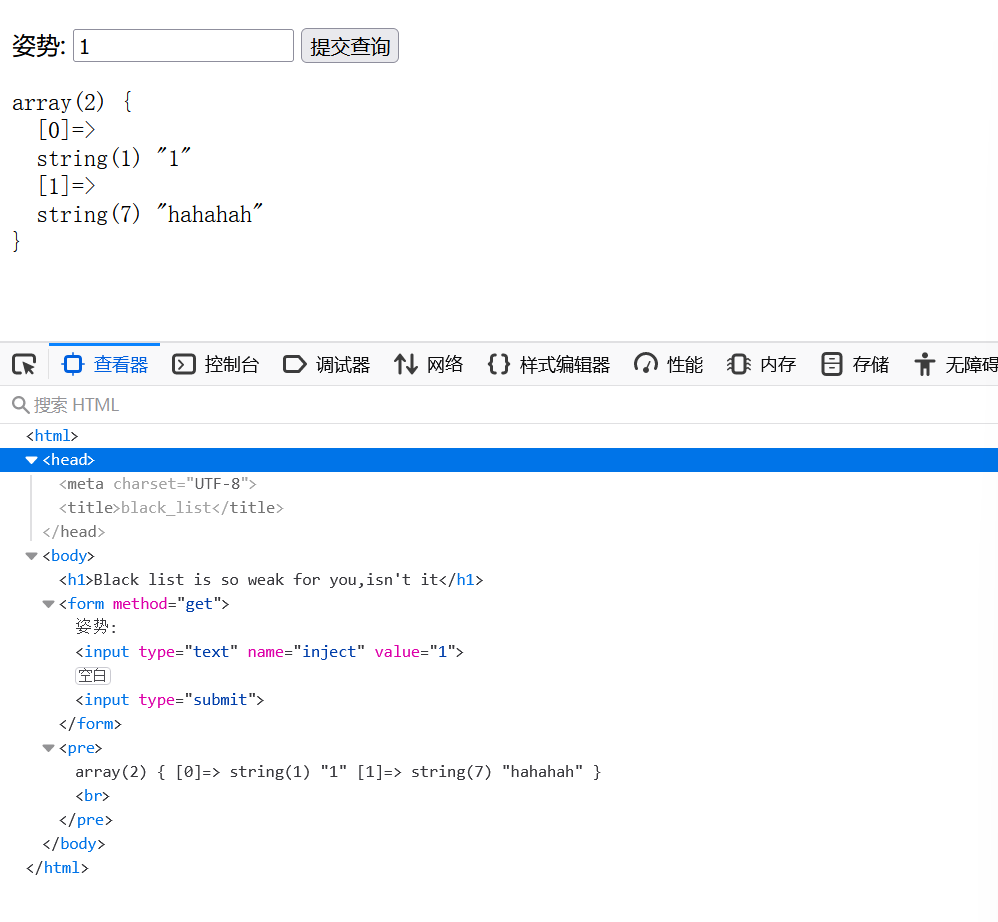 姿势: 1 提交查询
array(2) {
[0]=>
string(1) "1"
[1]=>
string(7) "hahahah"
}
查看器 控制台 调试器 网络 {} 样式编辑器 性能 内存 存储 无障碍
搜索 HTML
<html>
<head>
<meta charset="UTF-8">
<title>black_list</title>
</head>
<body>
<h1>Black list is so weak for you,isn't it</h1>
<form method="get">
姿势:
<input type="text" name="inject" value="1">
空白
<input type="submit">
</form>
<pre>
array(2) { [0]=> string(1) "1" [1]=> string(7) "hahahah" }
<br>
</pre>
</body>
</html>